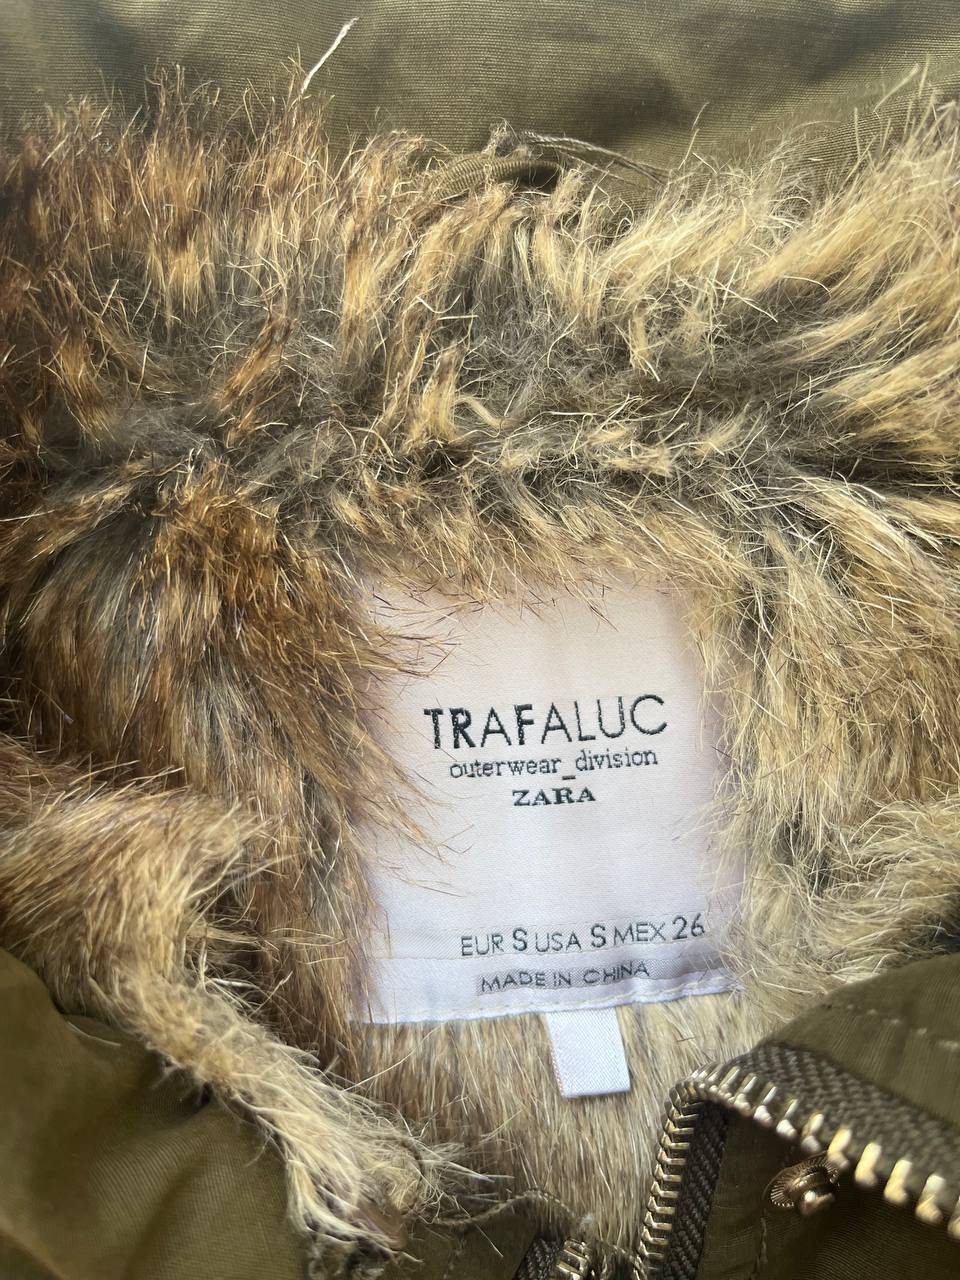 TRAFALUC
outerwear_division
ZARA
EUR S USA S MEX 26
MADE IN CHINA